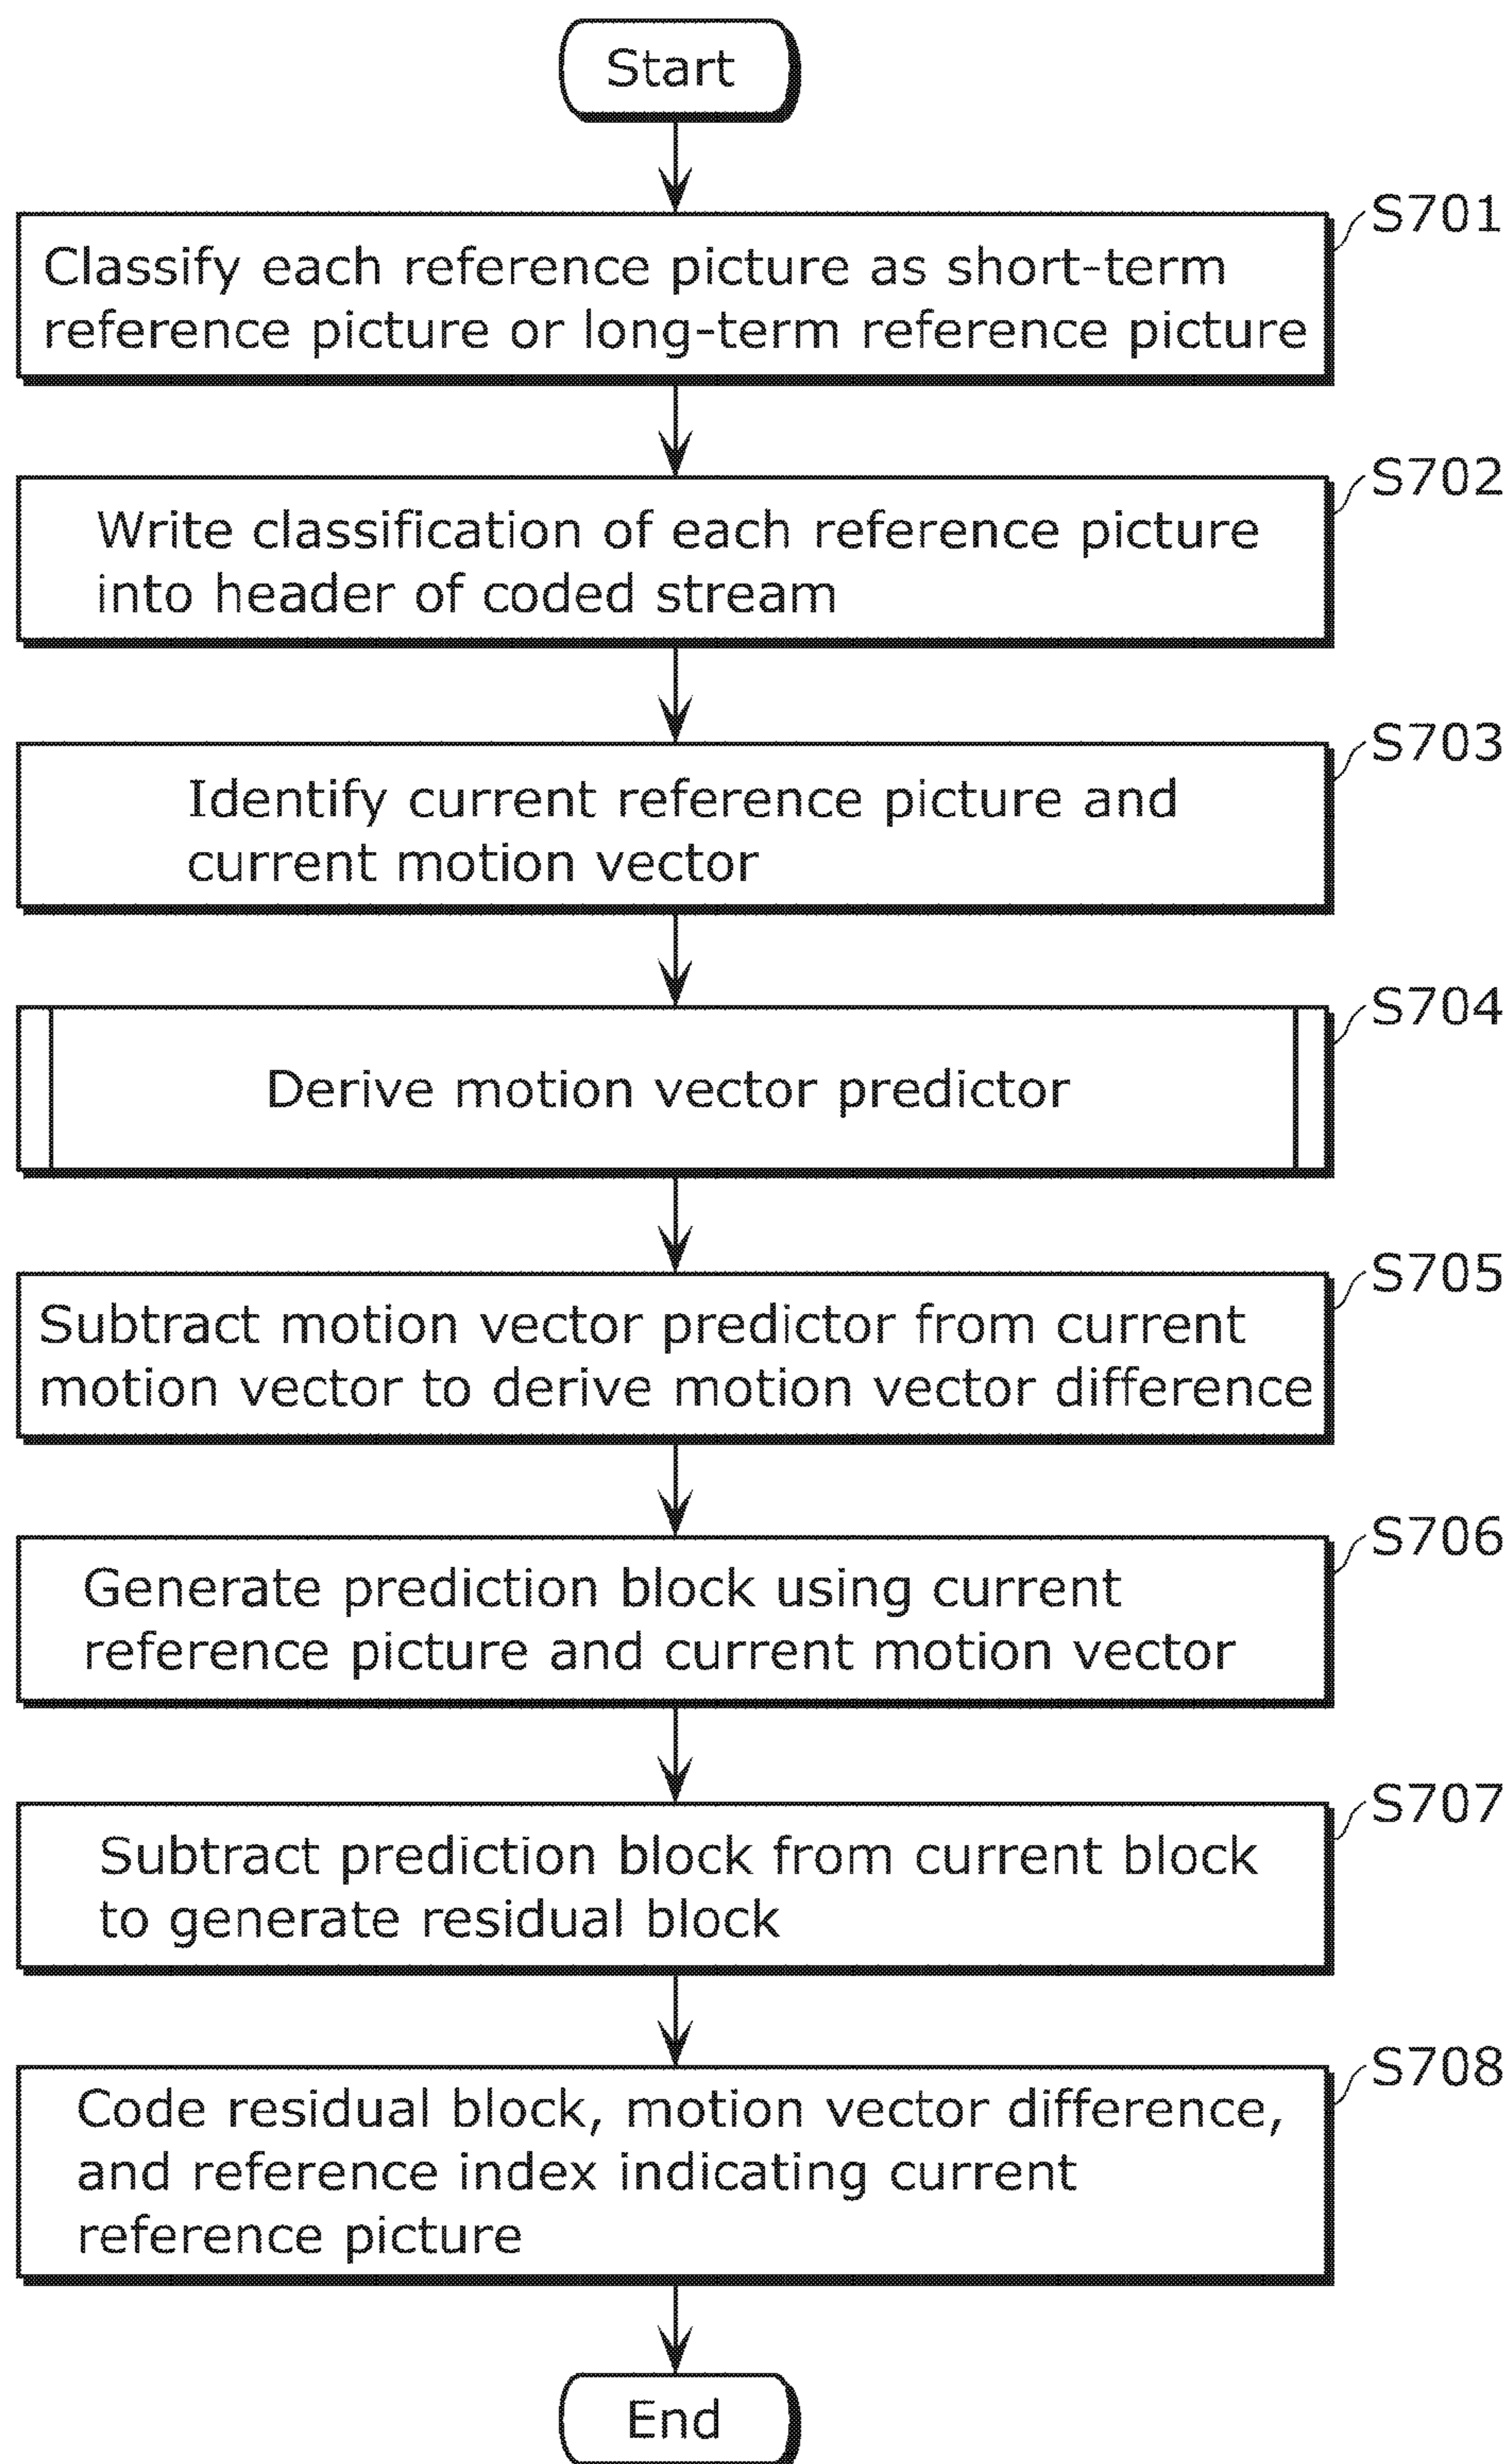 Start
S701
Classify each reference picture as short-term
reference picture or long-term reference picture
S702
Write classification of each reference picture
into header of coded stream
S703
Identify current reference picture and
current motion vector
S704
Derive motion vector predictor
S705
Subtract motion vector predictor from current
motion vector to derive motion vector difference
S706
Generate prediction block using current
reference picture and current motion vector
S707
Subtract prediction block from current block
to generate residual block
S708
Code residual block, motion vector difference,
and reference index indicating current
reference picture
End